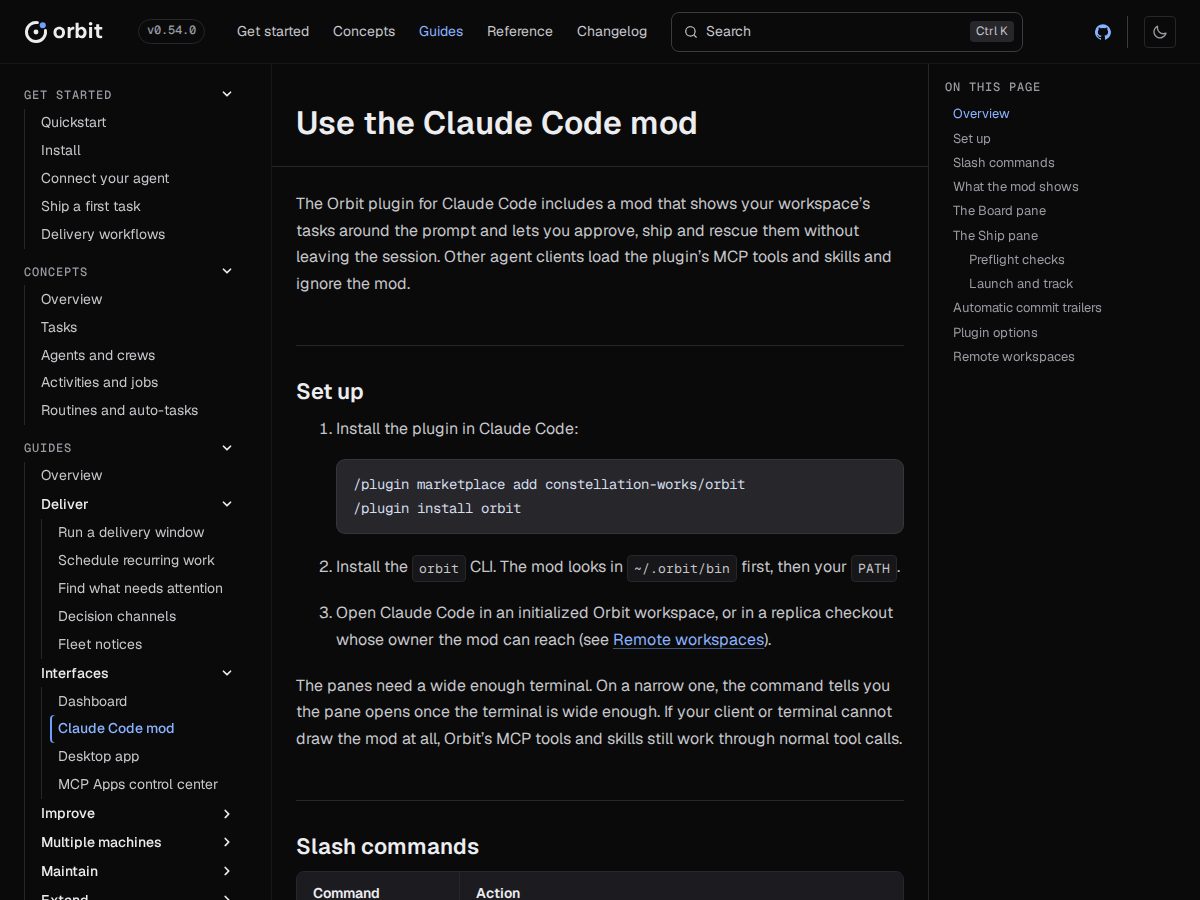 orbit
v0.54.0
Get started
Concepts
Guides
Reference
Changelog
Search
Ctrl K
GET STARTED
Quickstart
Install
Connect your agent
Ship a first task
Delivery workflows
CONCEPTS
Overview
Tasks
Agents and crews
Activities and jobs
Routines and auto-tasks
GUIDES
Overview
Deliver
Run a delivery window
Schedule recurring work
Find what needs attention
Decision channels
Fleet notices
Interfaces
Dashboard
Claude Code mod
Desktop app
MCP Apps control center
Improve
Multiple machines
Maintain
Extend
Use the Claude Code mod
The Orbit plugin for Claude Code includes a mod that shows your workspace’s
tasks around the prompt and lets you approve, ship and rescue them without
leaving the session. Other agent clients load the plugin’s MCP tools and skills and
ignore the mod.
Set up
1. Install the plugin in Claude Code:
/plugin marketplace add constellation-works/orbit
/plugin install orbit
2. Install the orbit CLI. The mod looks in ~/.orbit/bin first, then your PATH.
3. Open Claude Code in an initialized Orbit workspace, or in a replica checkout
whose owner the mod can reach (see Remote workspaces).
The panes need a wide enough terminal. On a narrow one, the command tells you
the pane opens once the terminal is wide enough. If your client or terminal cannot
draw the mod at all, Orbit’s MCP tools and skills still work through normal tool calls.
Slash commands
Command
Action
ON THIS PAGE
Overview
Set up
Slash commands
What the mod shows
The Board pane
The Ship pane
Preflight checks
Launch and track
Automatic commit trailers
Plugin options
Remote workspaces